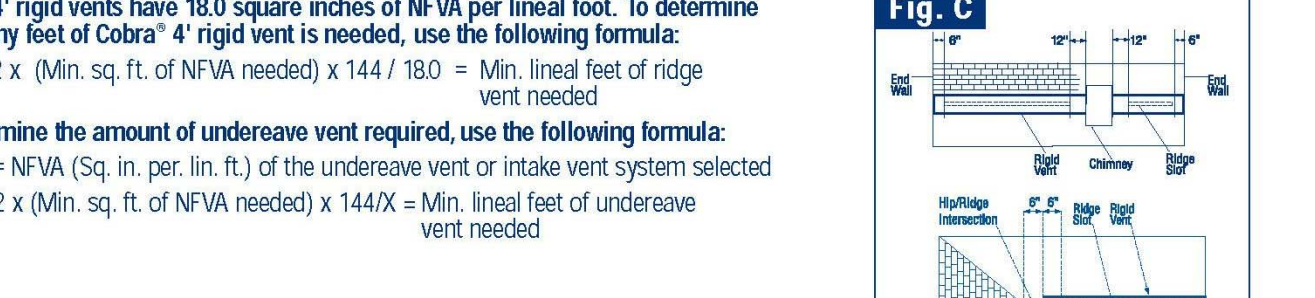 4' rigid vents have 18.0 square inches of NFVA per lineal foot. To determine
ny feet of Cobra® 4' rigid vent is needed, use the following formula:
2 x (Min. sq. ft. of NFVA needed) x 144 / 18.0 = Min. lineal feet of ridge
vent needed
mine the amount of undereave vent required, use the following formula:
= NFVA (Sq. in. per. lin. ft.) of the undereave vent or intake vent system selected
2 x (Min. sq. ft. of NFVA needed) x 144/X = Min. lineal feet of undereave
vent needed
Fig. C
6" 12" 12" 6"
End
Wall
End
Wall
Rigid
Vent
Chimney
Ridge
Slot
Hip/Ridge
Intersection
6" 6"
Ridge
Slot
Rigid
Vent